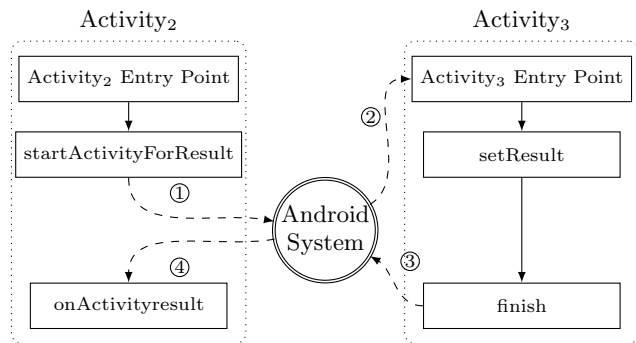 Activity₂
Activity₃
Activity₂ Entry Point
Activity₃ Entry Point
②
startActivityForResult
setResult
①
Android
System
④
③
onActivityresult
finish